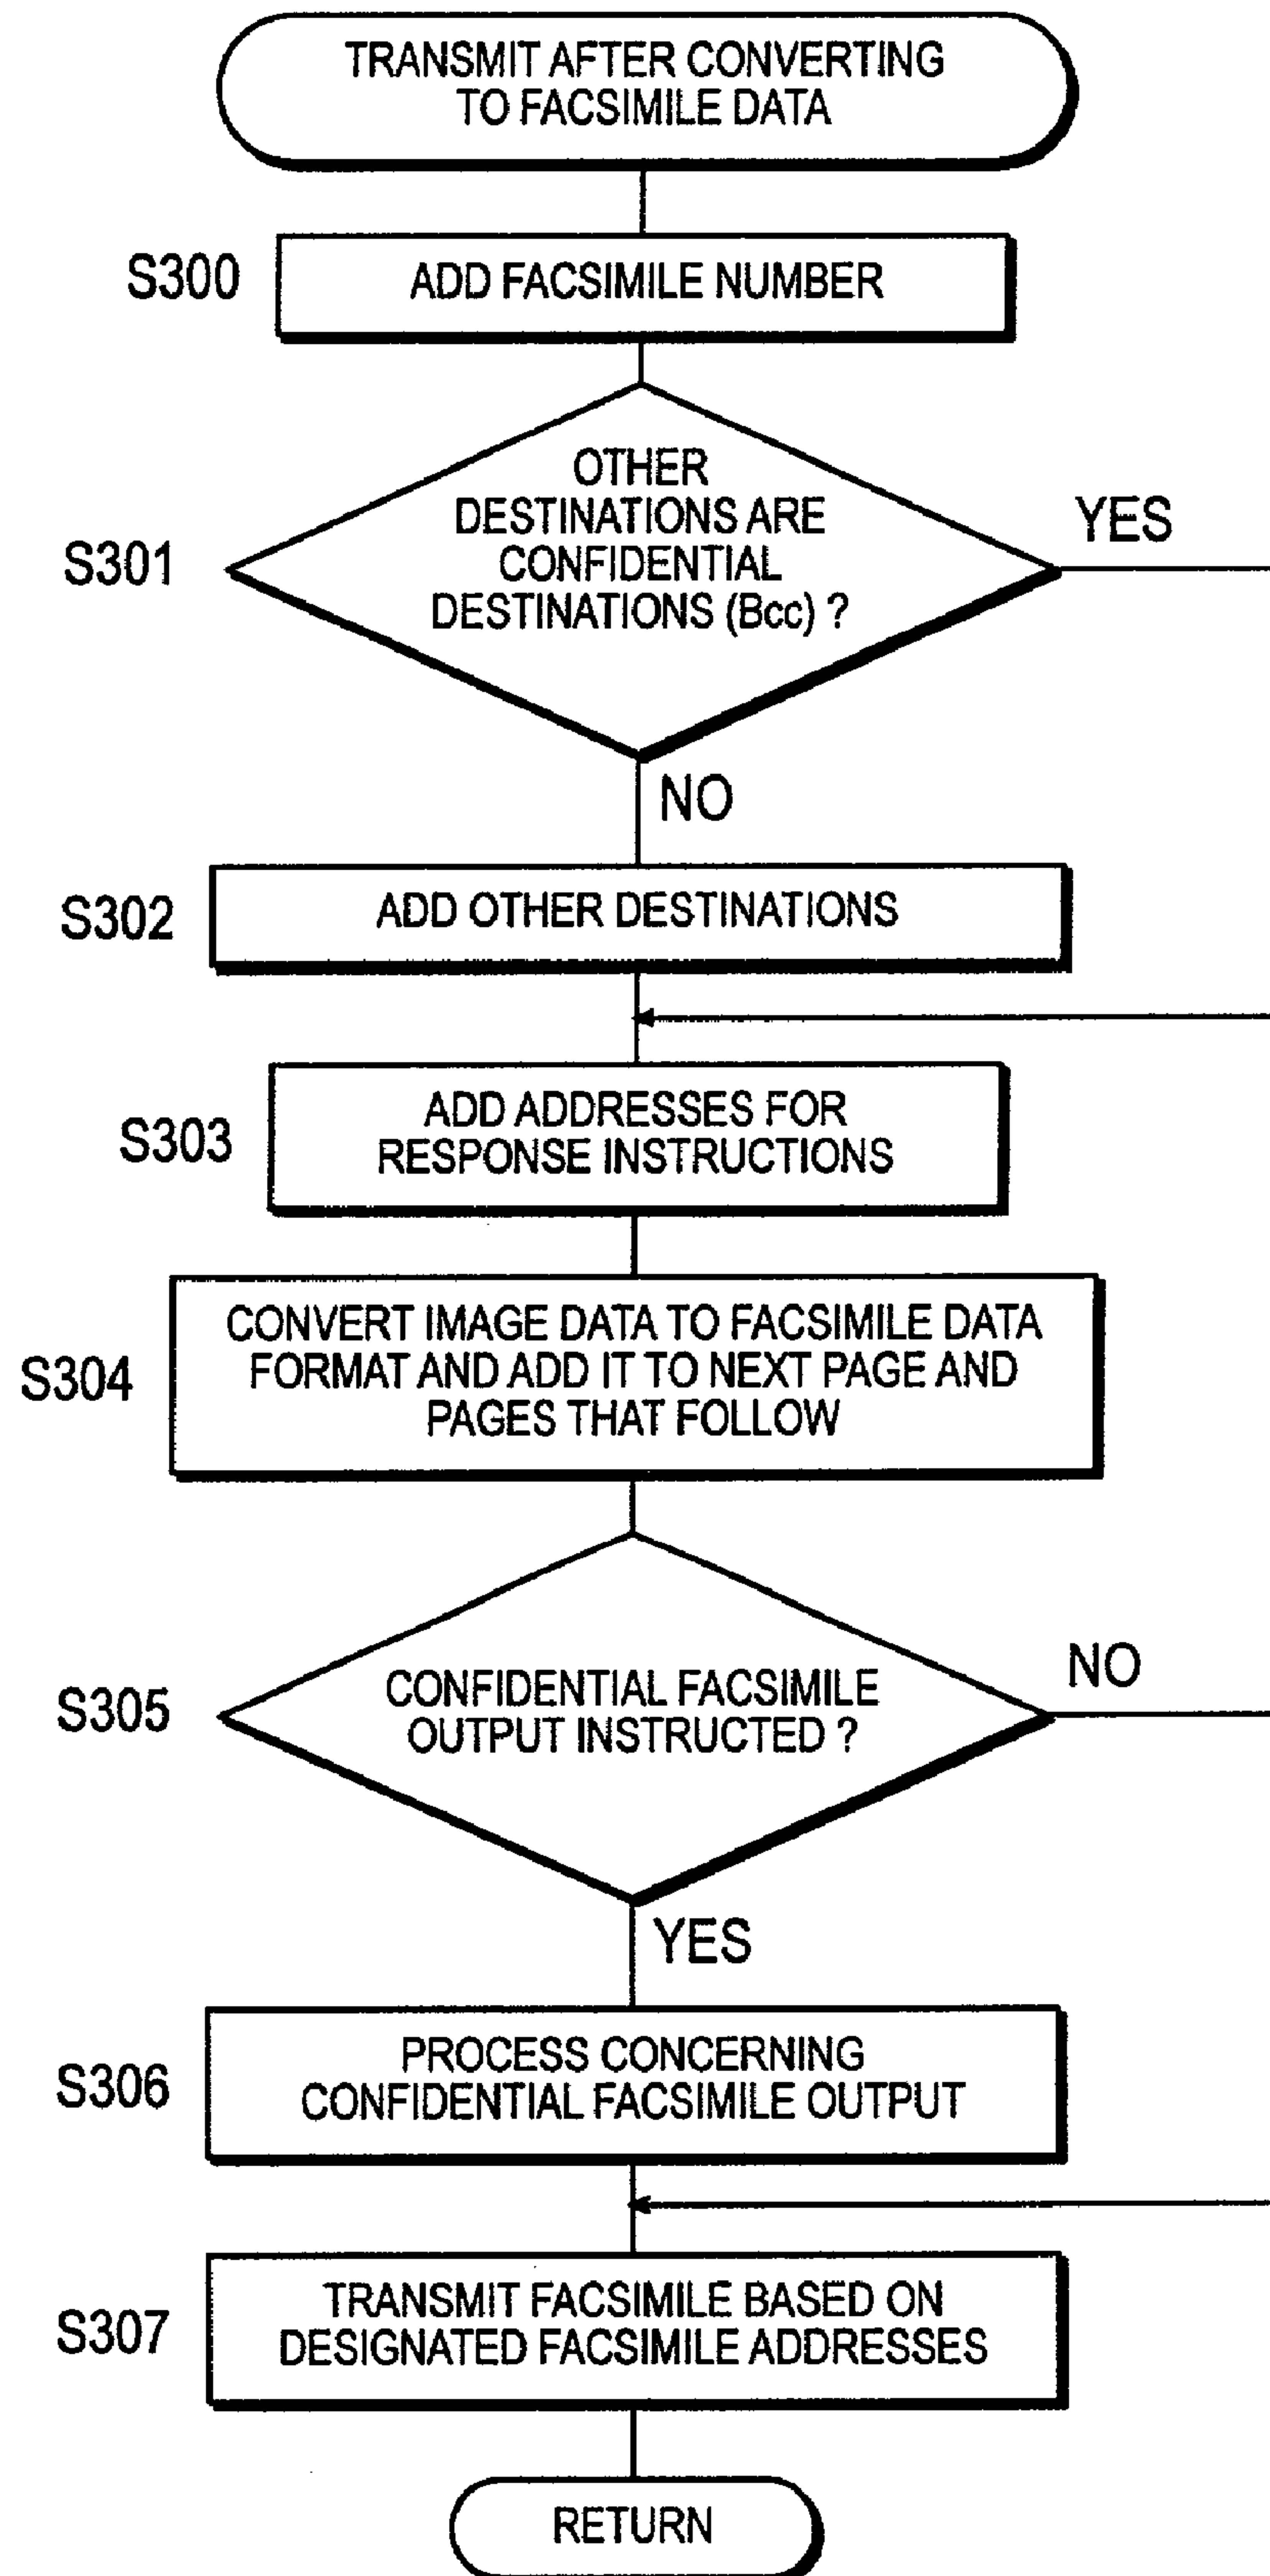 TRANSMIT AFTER CONVERTING
TO FACSIMILE DATA
S300
ADD FACSIMILE NUMBER
S301
OTHER
DESTINATIONS ARE
CONFIDENTIAL
DESTINATIONS (Bcc) ?
YES
NO
S302
ADD OTHER DESTINATIONS
S303
ADD ADDRESSES FOR
RESPONSE INSTRUCTIONS
S304
CONVERT IMAGE DATA TO FACSIMILE DATA
FORMAT AND ADD IT TO NEXT PAGE AND
PAGES THAT FOLLOW
S305
CONFIDENTIAL FACSIMILE
OUTPUT INSTRUCTED ?
NO
YES
S306
PROCESS CONCERNING
CONFIDENTIAL FACSIMILE OUTPUT
S307
TRANSMIT FACSIMILE BASED ON
DESIGNATED FACSIMILE ADDRESSES
RETURN